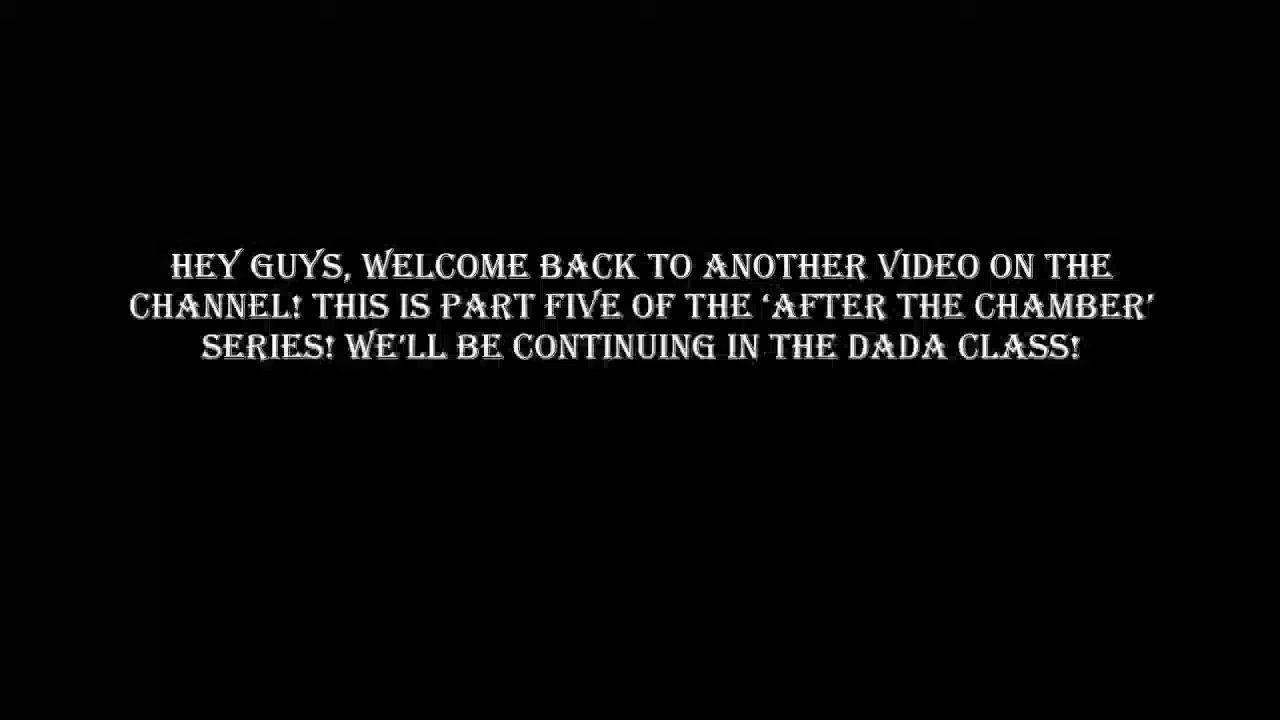 HEY GUYS, WELCOME BACK TO ANOTHER VIDEO ON THE
CHANNEL! THIS IS PART FIVE OF THE ‘AFTER THE CHAMBER’
SERIES! WE’LL BE CONTINUING IN THE DADA CLASS!